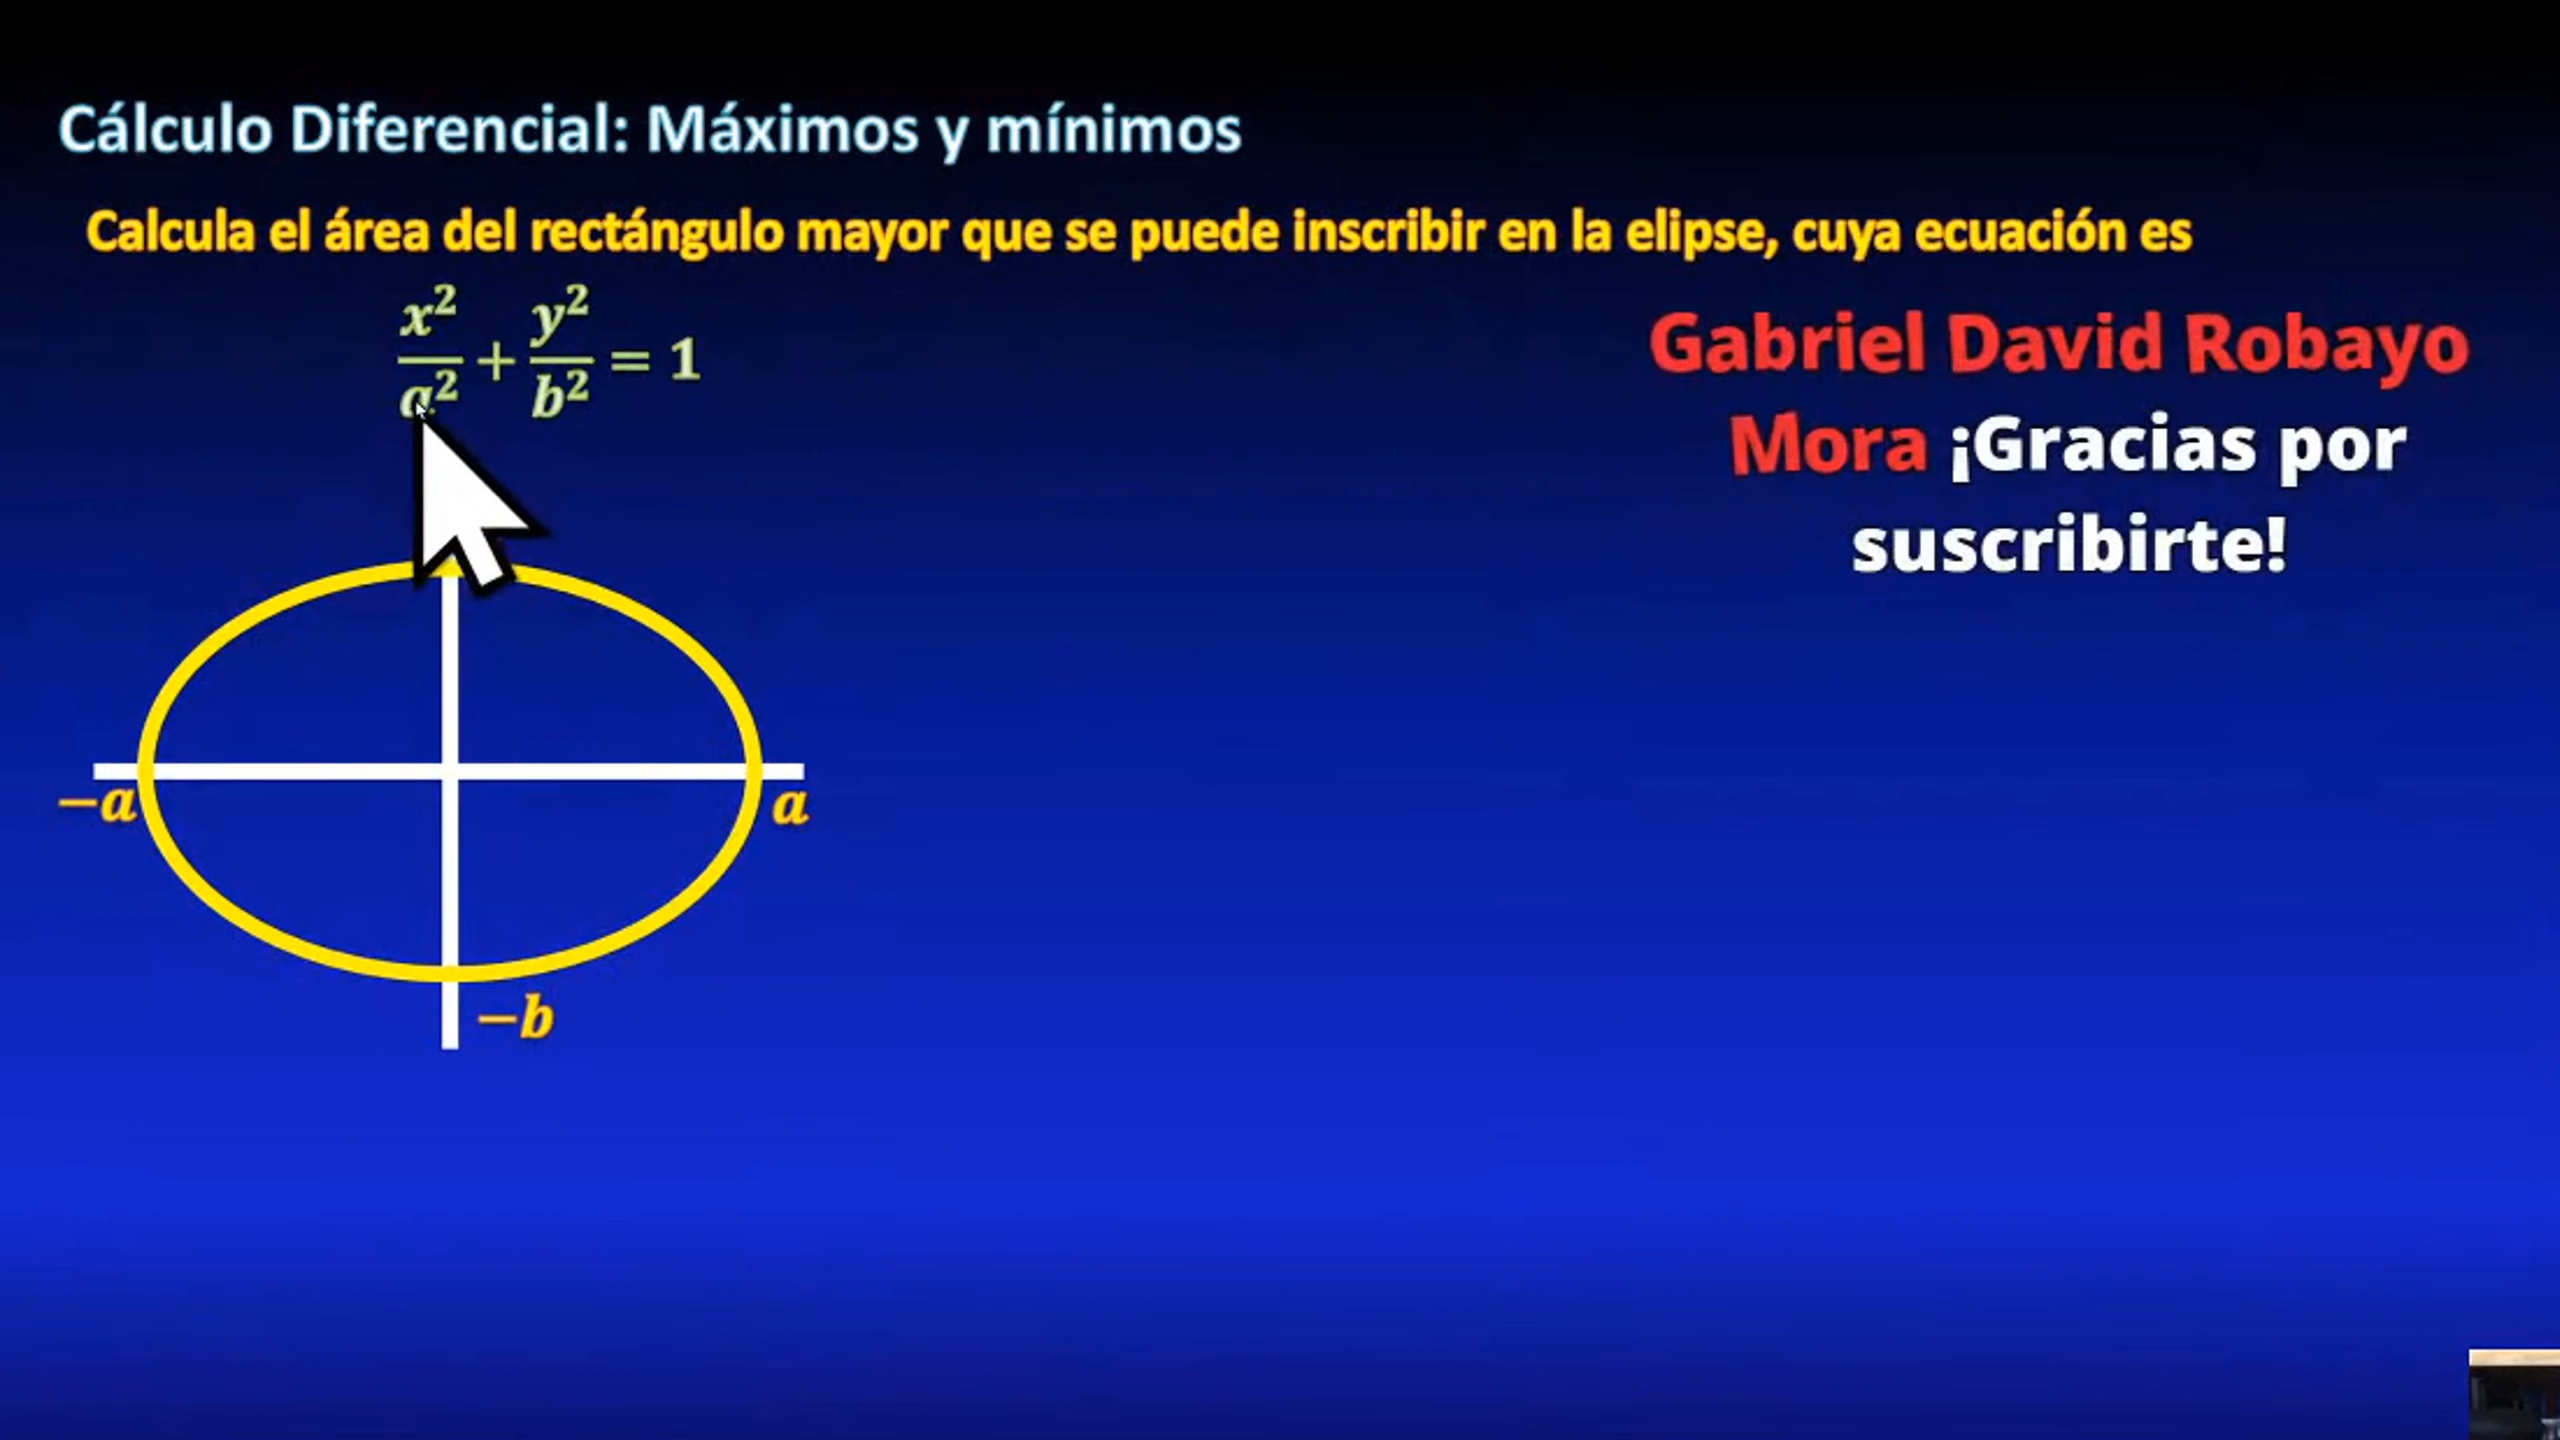 Cálculo Diferencial: Máximos y mínimos
Calcula el área del rectángulo mayor que se puede inscribir en la elipse, cuya ecuación es
x²/a² + y²/b² = 1
Gabriel David Robayo
Mora ¡Gracias por
suscribirte!
−a
a
−b